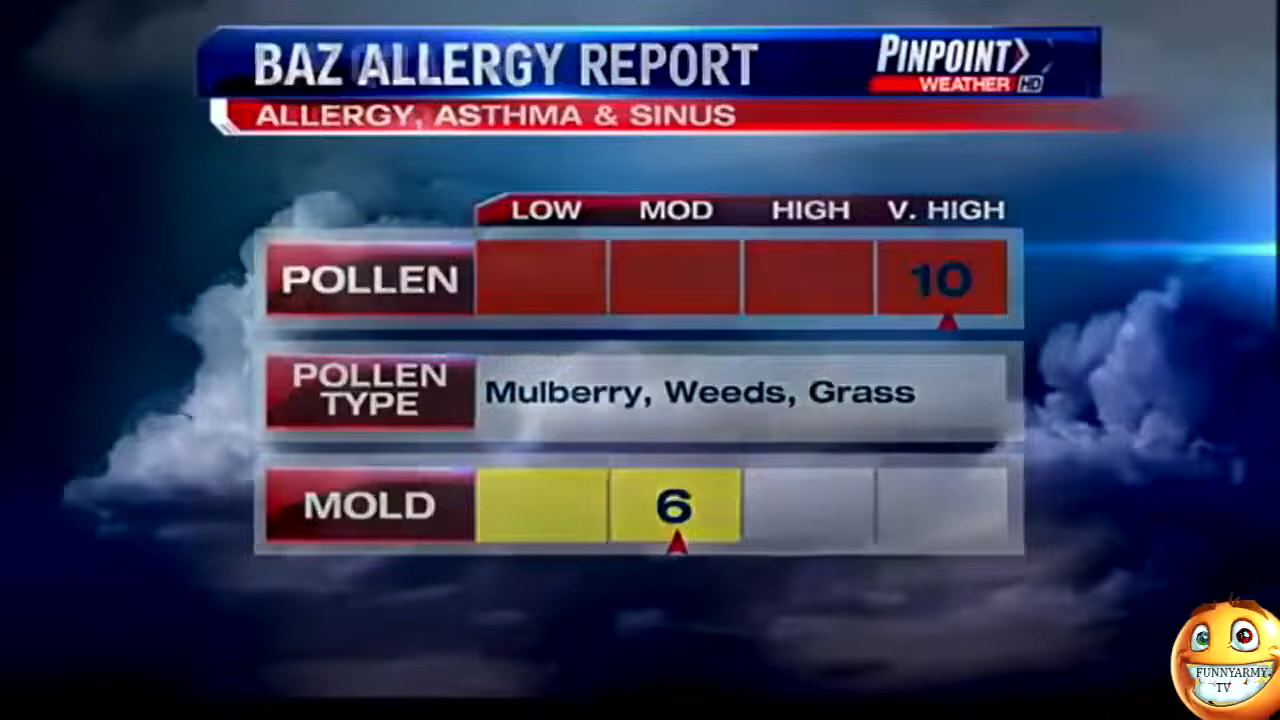 BAZ ALLERGY REPORT
PINPOINT
WEATHER HD
ALLERGY, ASTHMA & SINUS
LOW MOD HIGH V. HIGH
POLLEN 10
POLLEN
TYPE
Mulberry, Weeds, Grass
MOLD 6
FUNNYARMY
TV